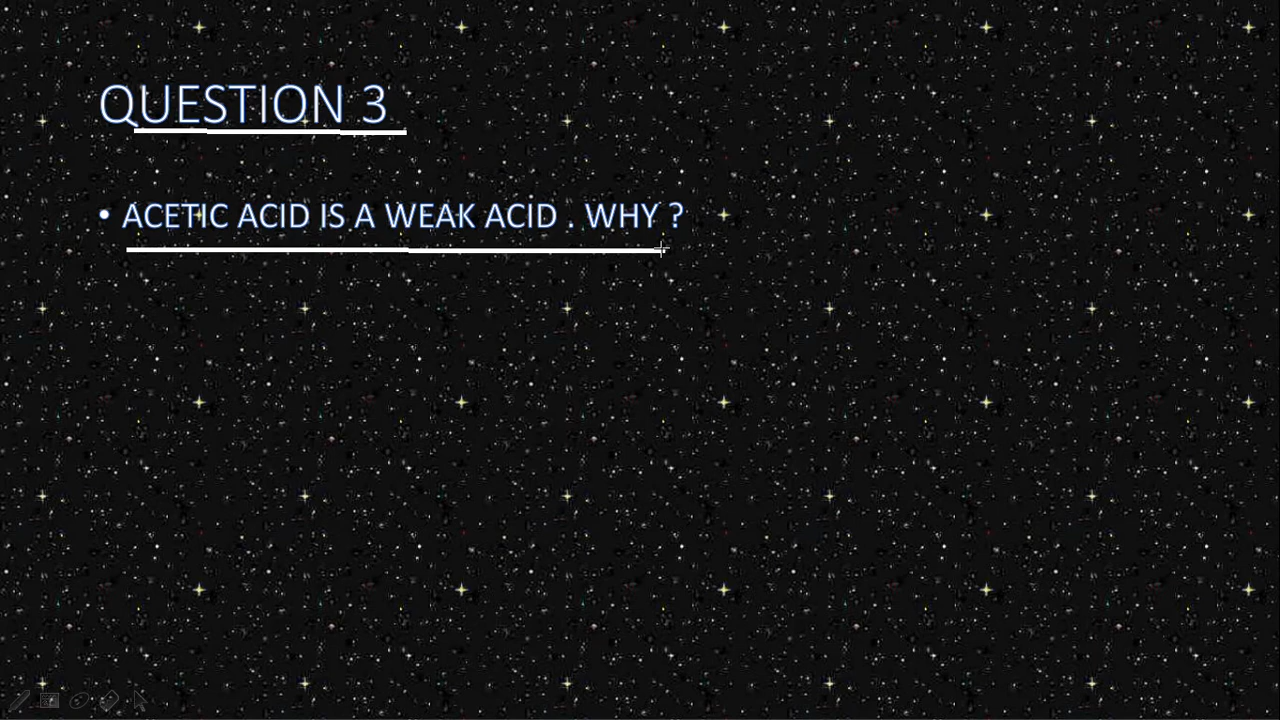 QUESTION 3
• ACETIC ACID IS A WEAK ACID . WHY ?